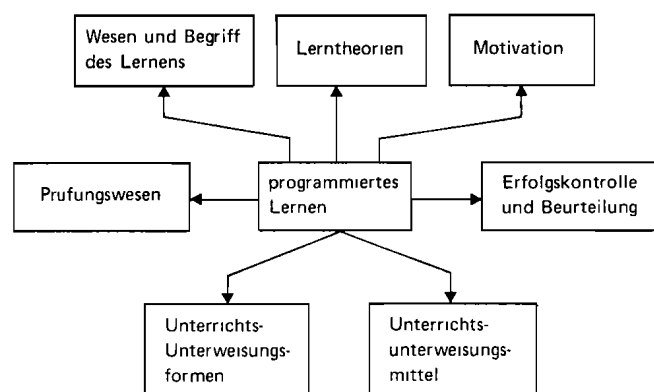 Wesen und Begriff
des Lernens
Lerntheorien
Motivation
Prufungswesen
programmiertes
Lernen
Erfolgskontrolle
und Beurteilung
Unterrichts-
Unterweisungs-
formen
Unterrichts-
unterweisungs-
mittel